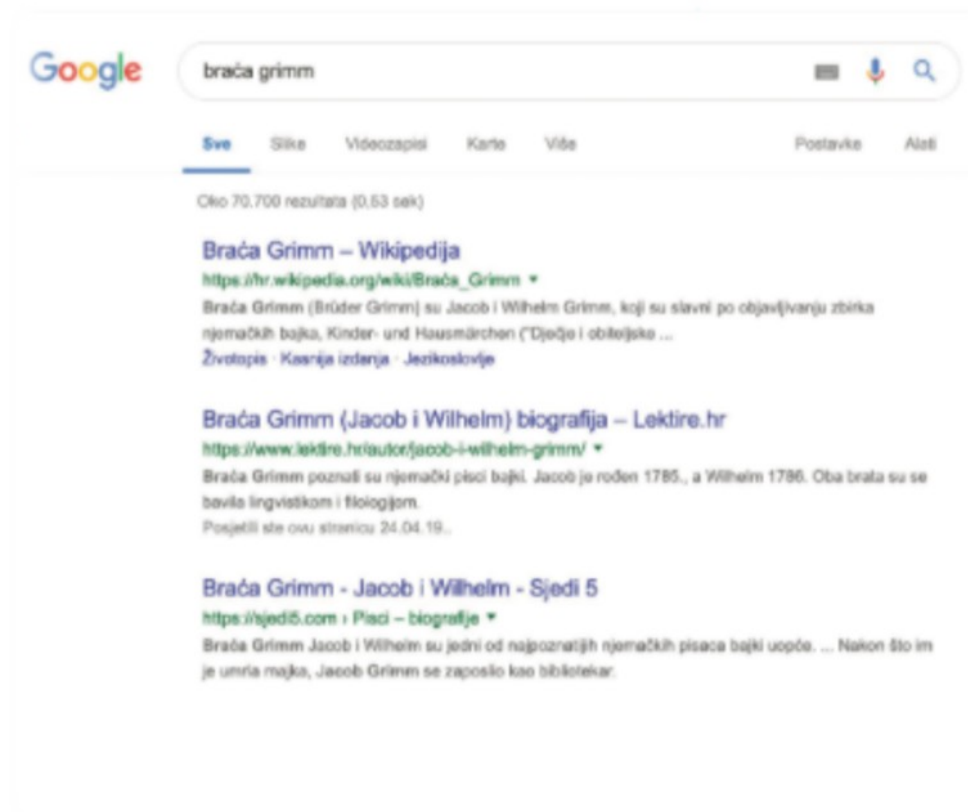 Google
braća grimm
Sve Slike Videozapisi Karte Više Postavke Alati
Oko 70.700 rezultata (0,53 sek)
Braća Grimm – Wikipedija
https://hr.wikipedia.org/wiki/Braća_Grimm
Braća Grimm (Brüder Grimm) su Jacob i Wilhelm Grimm, koji su slavni po objavljivanju zbirka
njemačkih bajka, Kinder- und Hausmärchen ("Dječje i obiteljske ...
Životopis · Kasnija izdanja · Jezikoslovlje
Braća Grimm (Jacob i Wilhelm) biografija – Lektire.hr
https://www.lektire.hr/autor/jacob-i-wilhelm-grimm/
Braća Grimm poznati su njemački pisci bajki. Jacob je rođen 1785., a Wilhelm 1786. Oba brata su se
bavila lingvistikom i filologijom.
Posjetili ste ovu stranicu 24.04.19..
Braća Grimm - Jacob i Wilhelm - Sjedi 5
https://sjedi5.com › Pisci – biografije
Braća Grimm Jacob i Wilhelm su jedni od najpoznatijih njemačkih pisaca bajki uopće. ... Nakon što im
je umrla majka, Jacob Grimm se zaposlio kao bibliotekar.